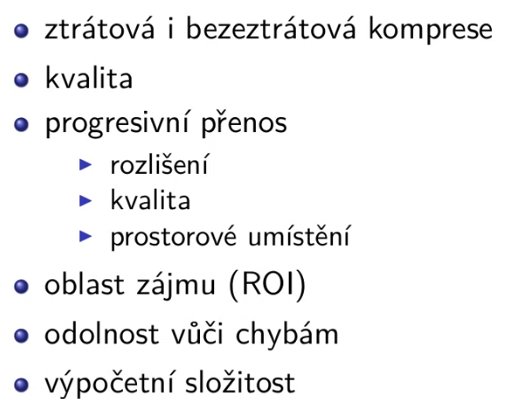 ztrátová i bezeztrátová komprese
kvalita
progresivní přenos
rozlišení
kvalita
prostorové umístění
oblast zájmu (ROI)
odolnost vůči chybám
výpočetní složitost